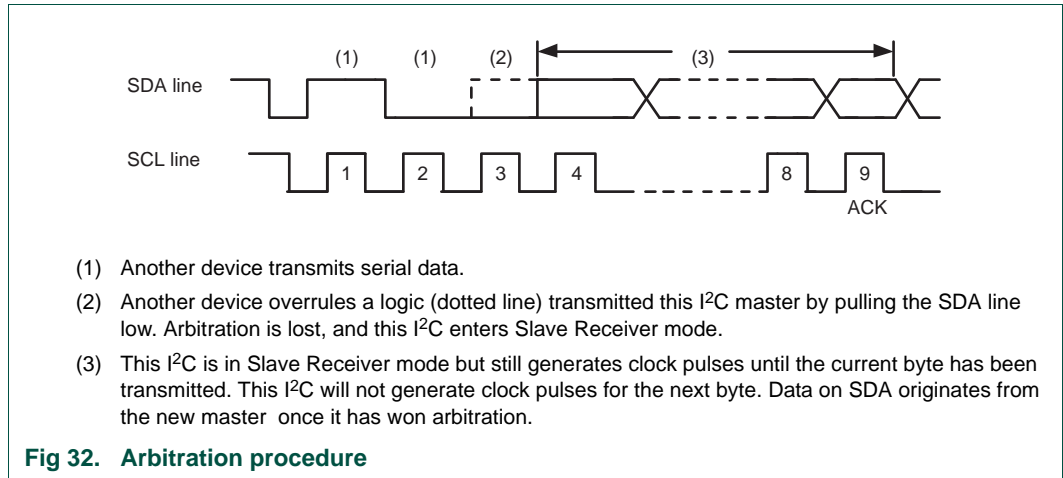 (1) (1) (2) (3)
SDA line
SCL line
1 2 3 4 8 9
ACK
(1) Another device transmits serial data.
(2) Another device overrules a logic (dotted line) transmitted this I2C master by pulling the SDA line
low. Arbitration is lost, and this I2C enters Slave Receiver mode.
(3) This I2C is in Slave Receiver mode but still generates clock pulses until the current byte has been
transmitted. This I2C will not generate clock pulses for the next byte. Data on SDA originates from
the new master once it has won arbitration.
Fig 32. Arbitration procedure